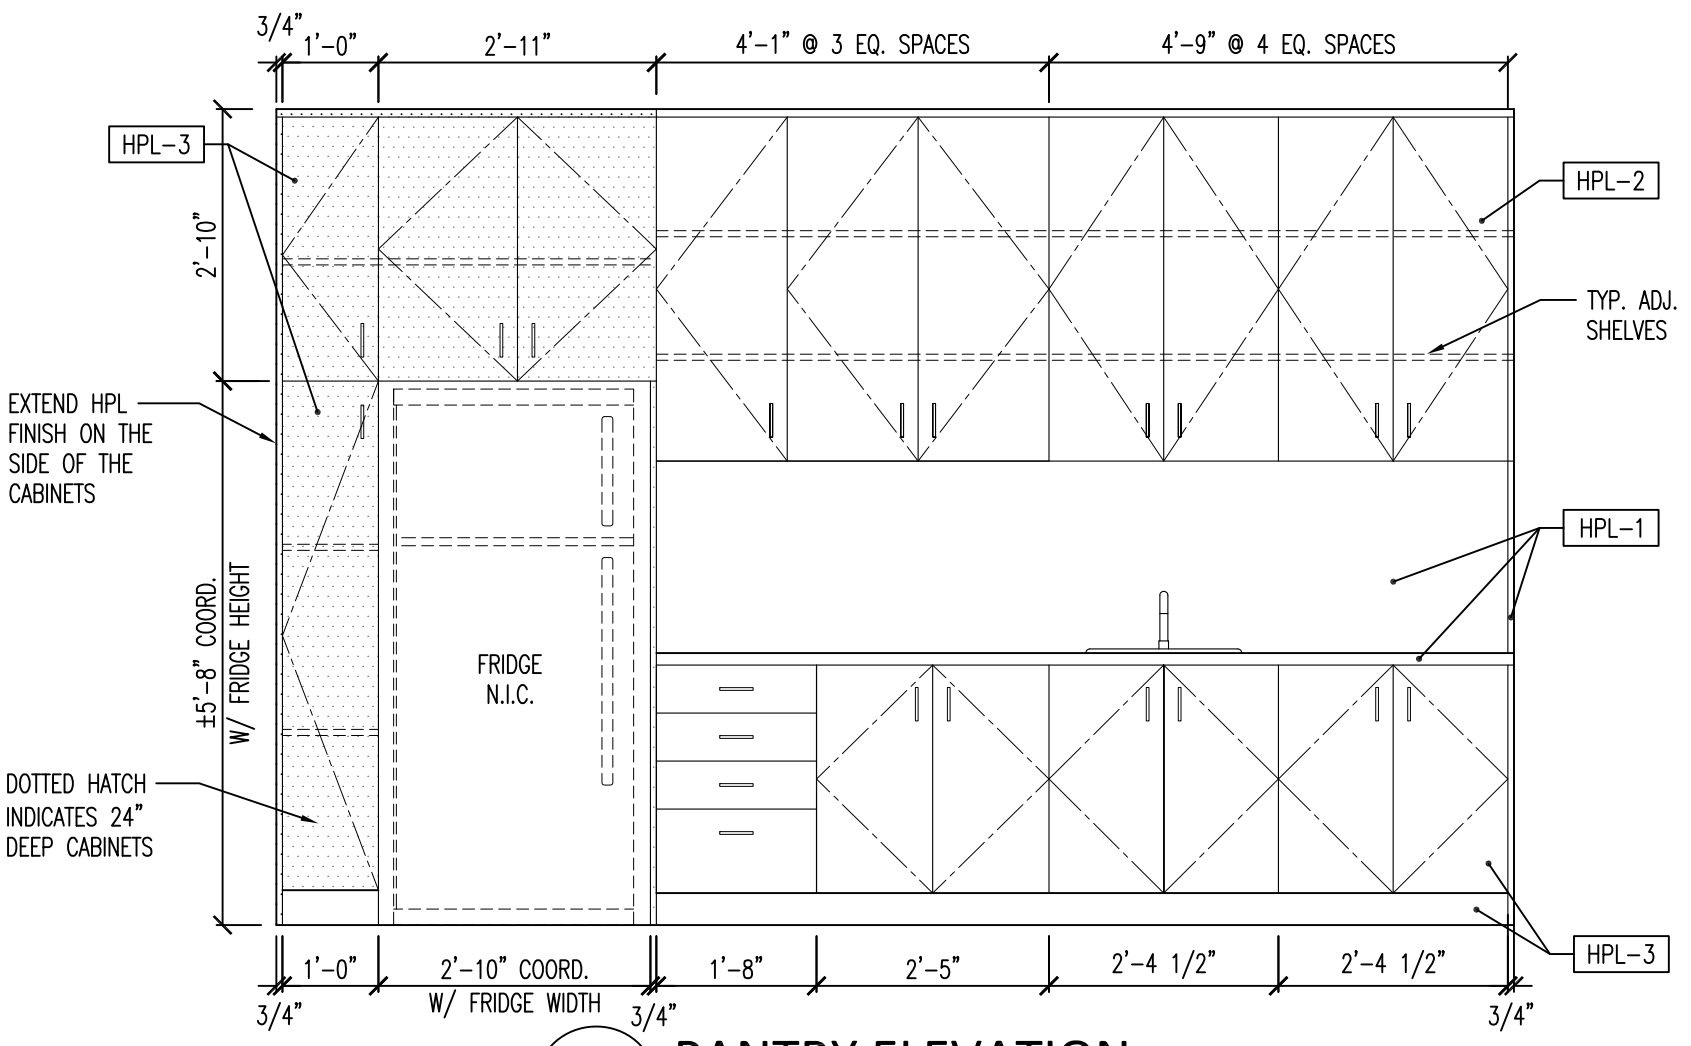 3/4"
1'-0"
2'-11"
4'-1" @ 3 EQ. SPACES
4'-9" @ 4 EQ. SPACES
HPL-3
HPL-2
2'-10"
TYP. ADJ.
SHELVES
EXTEND HPL
FINISH ON THE
SIDE OF THE
CABINETS
HPL-1
±5'-8" COORD.
W/ FRIDGE HEIGHT
FRIDGE
N.I.C.
DOTTED HATCH
INDICATES 24"
DEEP CABINETS
HPL-3
1'-0"
2'-10" COORD.
W/ FRIDGE WIDTH
1'-8"
2'-5"
2'-4 1/2"
2'-4 1/2"
3/4"
3/4"
3/4"
PANTRY ELEVATION